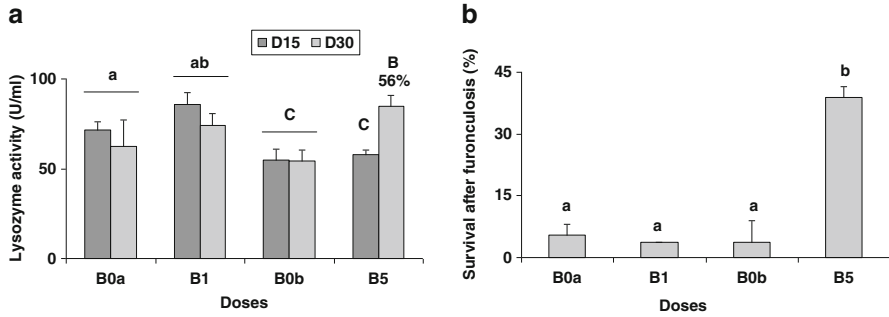 a
D15 D30
Lysozyme activity (U/ml)
100
50
0
a
ab
C
C
B
56%
B0a B1 B0b B5
Doses
b
Survival after furonculosis (%)
45
30
15
0
a
a
a
b
B0a B1 B0b B5
Doses